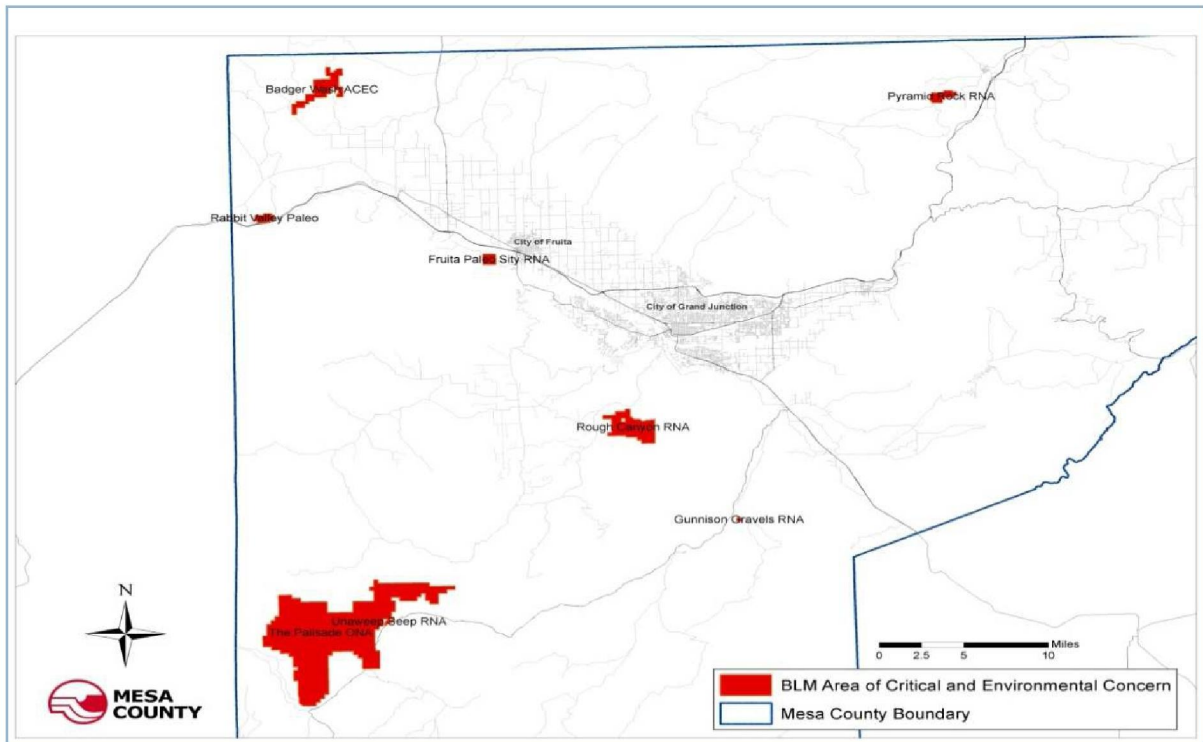 Badger Wash ACEC
Pyramid Rock RNA
Rabbit Valley Paleo
City of Fruita
Fruita Paleo Sity RNA
City of Grand Junction
Rough Canyon RNA
Gunnison Gravels RNA
Unaweep Seep RNA
The Palisade ONA
N
Miles
0 2.5 5 10
MESA
COUNTY
BLM Area of Critical and Environmental Concern
Mesa County Boundary